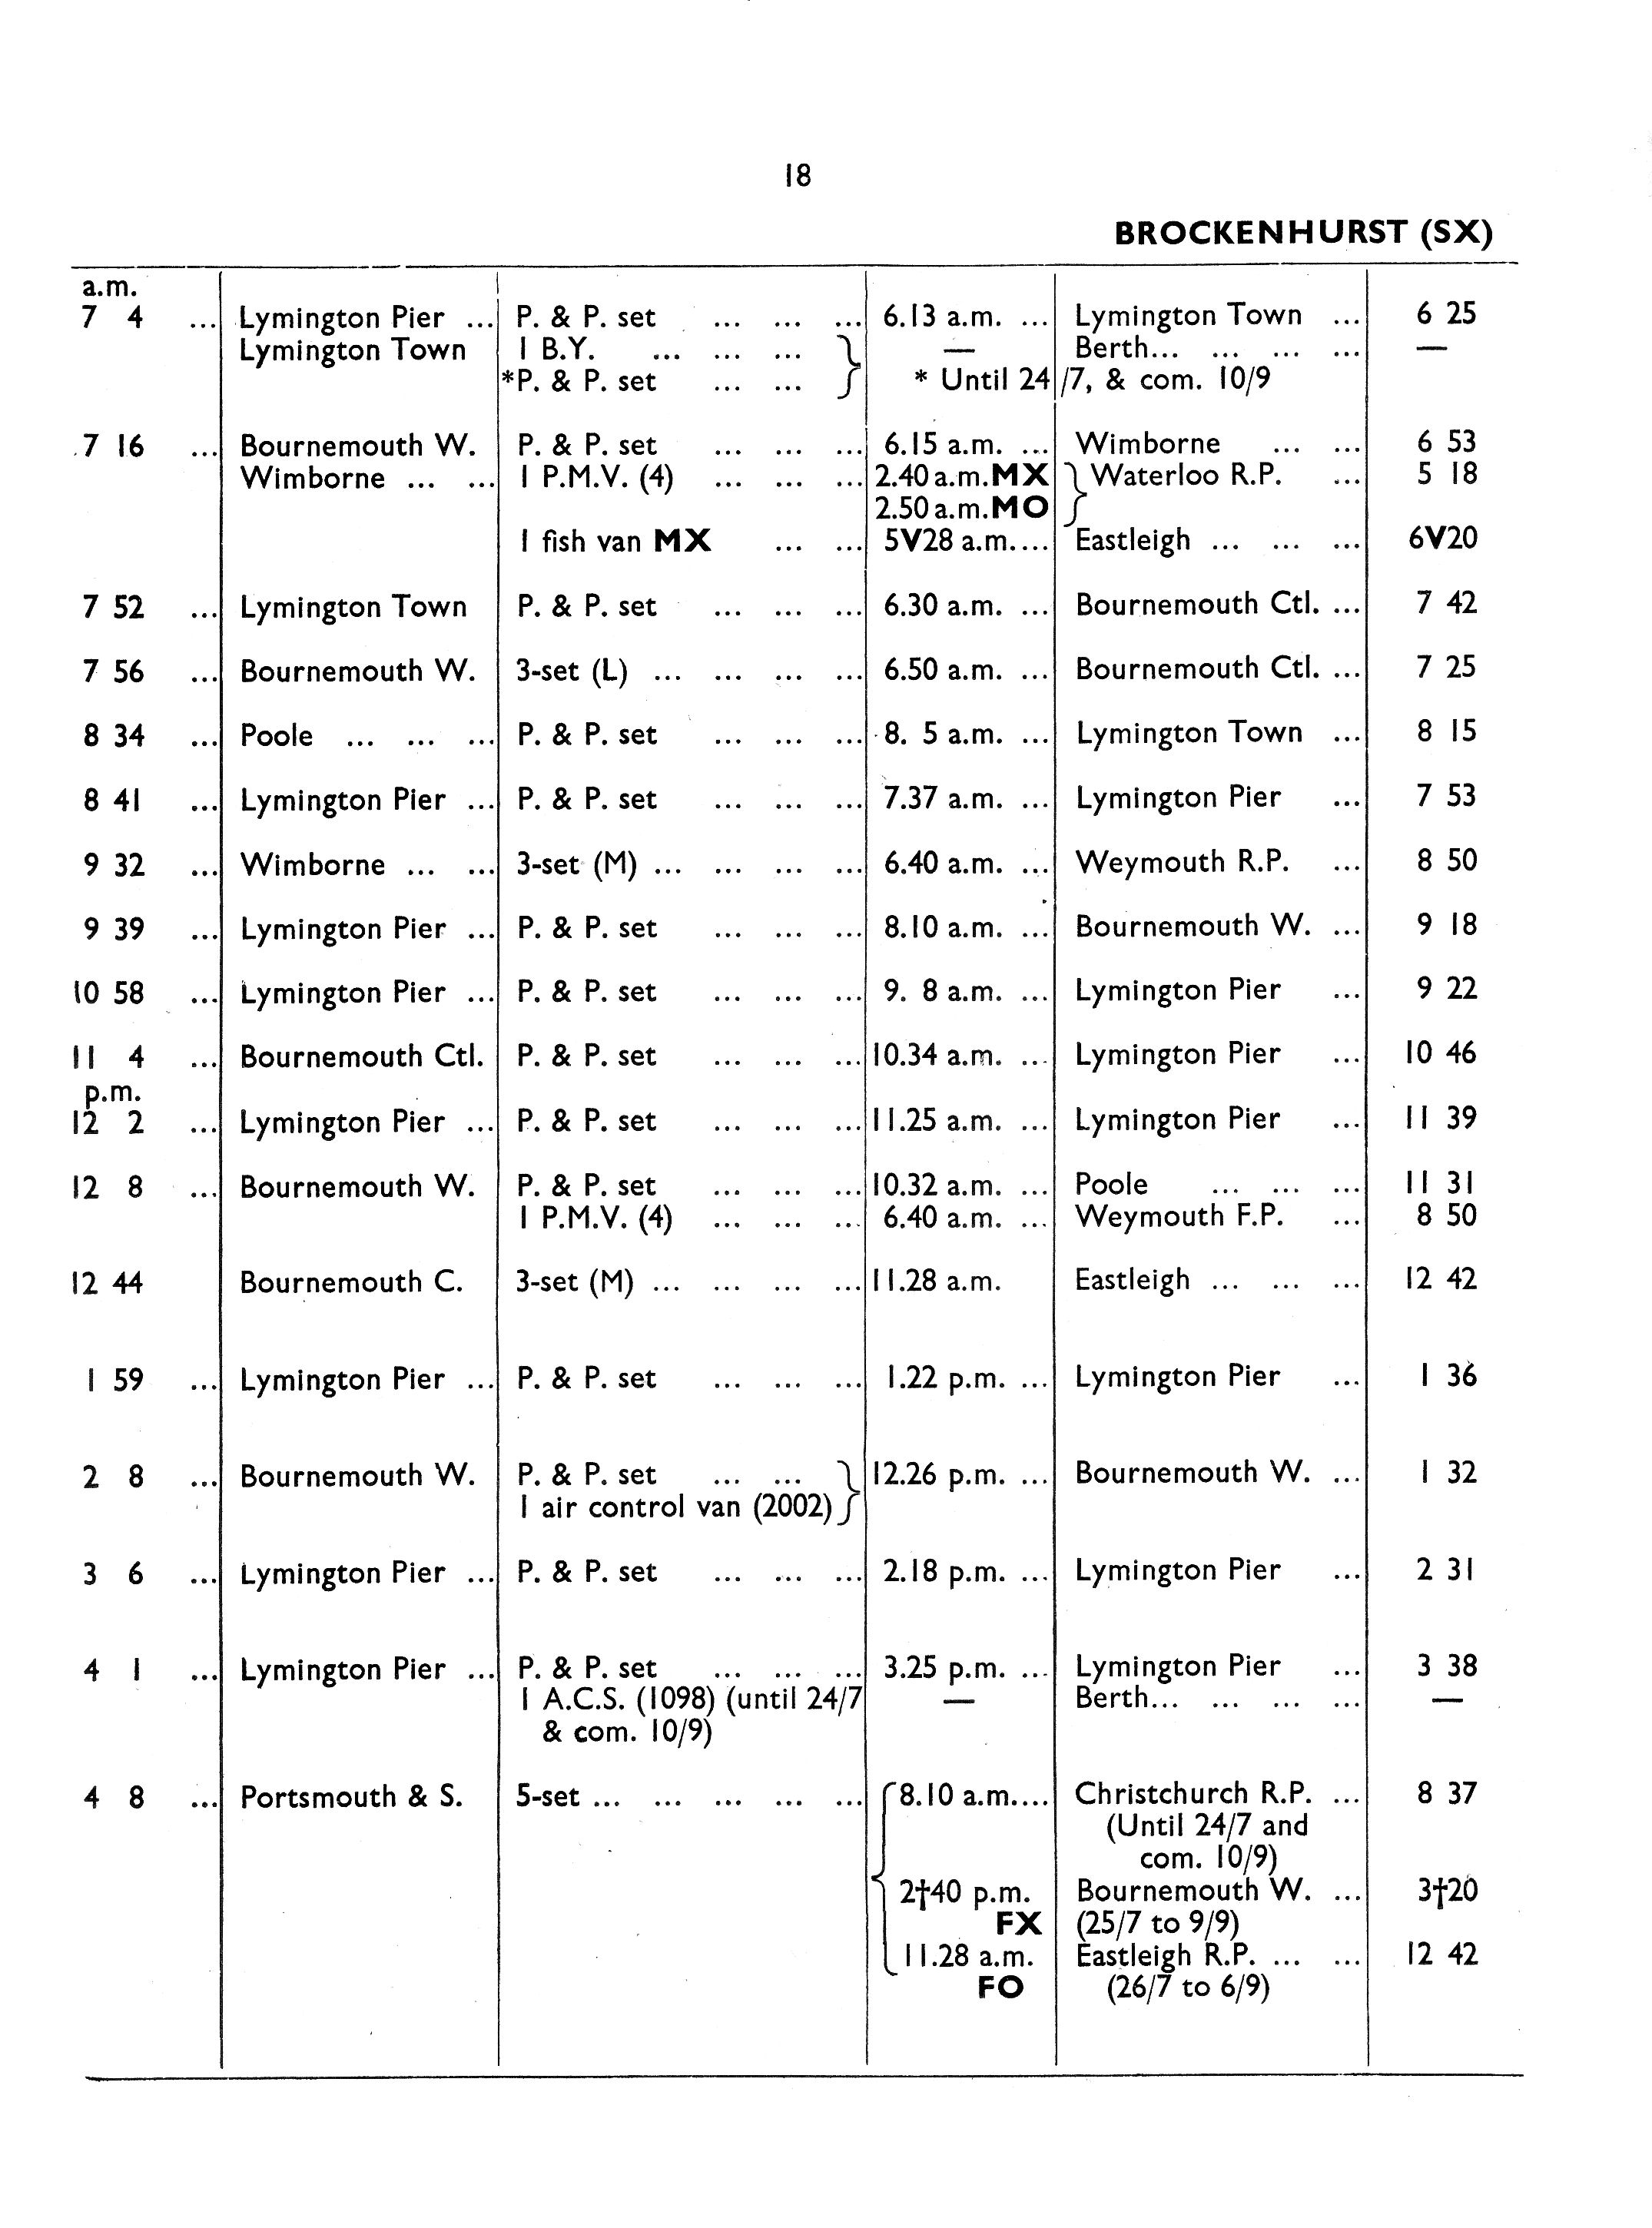 18
BROCKENHURST (SX)
a.m.
7 4 ... Lymington Pier ... P. & P. set ... ... ... 6.13 a.m. ... Lymington Town ... 6 25
Lymington Town 1 B.Y. ... ... ... — Berth... ... ... ... —
*P. & P. set ... ... * Until 24/7, & com. 10/9
7 16 ... Bournemouth W. P. & P. set ... ... ... 6.15 a.m. ... Wimborne ... ... 6 53
Wimborne ... ... 1 P.M.V. (4) ... ... ... 2.40 a.m. MX } Waterloo R.P. ... 5 18
2.50 a.m. MO
1 fish van MX ... ... 5V28 a.m.... Eastleigh ... ... ... 6V20
7 52 ... Lymington Town P. & P. set ... ... ... 6.30 a.m. ... Bournemouth Ctl. ... 7 42
7 56 ... Bournemouth W. 3-set (L) ... ... ... ... 6.50 a.m. ... Bournemouth Ctl. ... 7 25
8 34 ... Poole ... ... ... P. & P. set ... ... ... 8. 5 a.m. ... Lymington Town ... 8 15
8 41 ... Lymington Pier ... P. & P. set ... ... ... 7.37 a.m. ... Lymington Pier ... 7 53
9 32 ... Wimborne ... ... 3-set (M) ... ... ... ... 6.40 a.m. ... Weymouth R.P. ... 8 50
9 39 ... Lymington Pier ... P. & P. set ... ... ... 8.10 a.m. ... Bournemouth W. ... 9 18
10 58 ... Lymington Pier ... P. & P. set ... ... ... 9. 8 a.m. ... Lymington Pier ... 9 22
11 4 ... Bournemouth Ctl. P. & P. set ... ... ... 10.34 a.m. ... Lymington Pier ... 10 46
p.m.
12 2 ... Lymington Pier ... P. & P. set ... ... ... 11.25 a.m. ... Lymington Pier ... 11 39
12 8 ... Bournemouth W. P. & P. set ... ... ... 10.32 a.m. ... Poole ... ... ... 11 31
1 P.M.V. (4) ... ... ... 6.40 a.m. ... Weymouth F.P. ... 8 50
12 44 Bournemouth C. 3-set (M) ... ... ... ... 11.28 a.m. Eastleigh ... ... ... 12 42
1 59 ... Lymington Pier ... P. & P. set ... ... ... 1.22 p.m. ... Lymington Pier ... 1 36
2 8 ... Bournemouth W. P. & P. set ... ... } 12.26 p.m. ... Bournemouth W. ... 1 32
1 air control van (2002)
3 6 ... Lymington Pier ... P. & P. set ... ... ... 2.18 p.m. ... Lymington Pier ... 2 31
4 1 ... Lymington Pier ... P. & P. set ... ... ... 3.25 p.m. ... Lymington Pier ... 3 38
1 A.C.S. (1098) (until 24/7 — Berth... ... ... ... —
& com. 10/9)
4 8 ... Portsmouth & S. 5-set ... ... ... ... ... { 8.10 a.m.... Christchurch R.P. ... 8 37
(Until 24/7 and
com. 10/9)
2†40 p.m. Bournemouth W. ... 3†20
FX (25/7 to 9/9)
11.28 a.m. Eastleigh R.P. ... ... 12 42
FO (26/7 to 6/9)